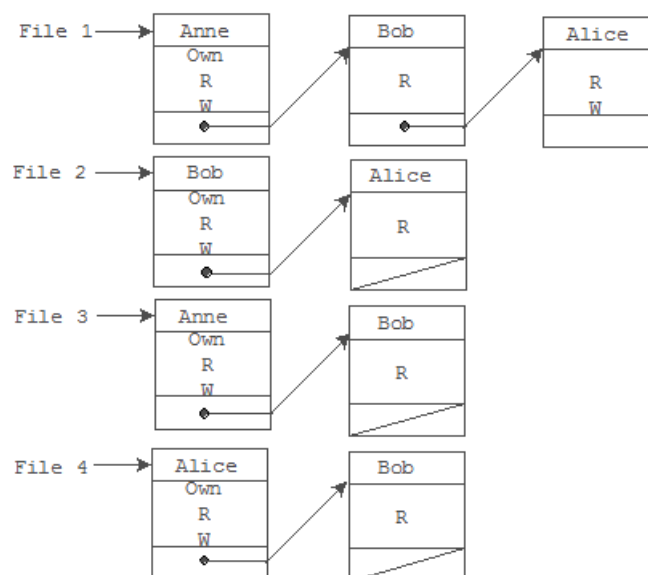 File 1 Anne Bob Alice
Own
R R R
W W
File 2 Bob Alice
Own
R R
W
File 3 Anne Bob
Own
R R
W
File 4 Alice Bob
Own
R R
W